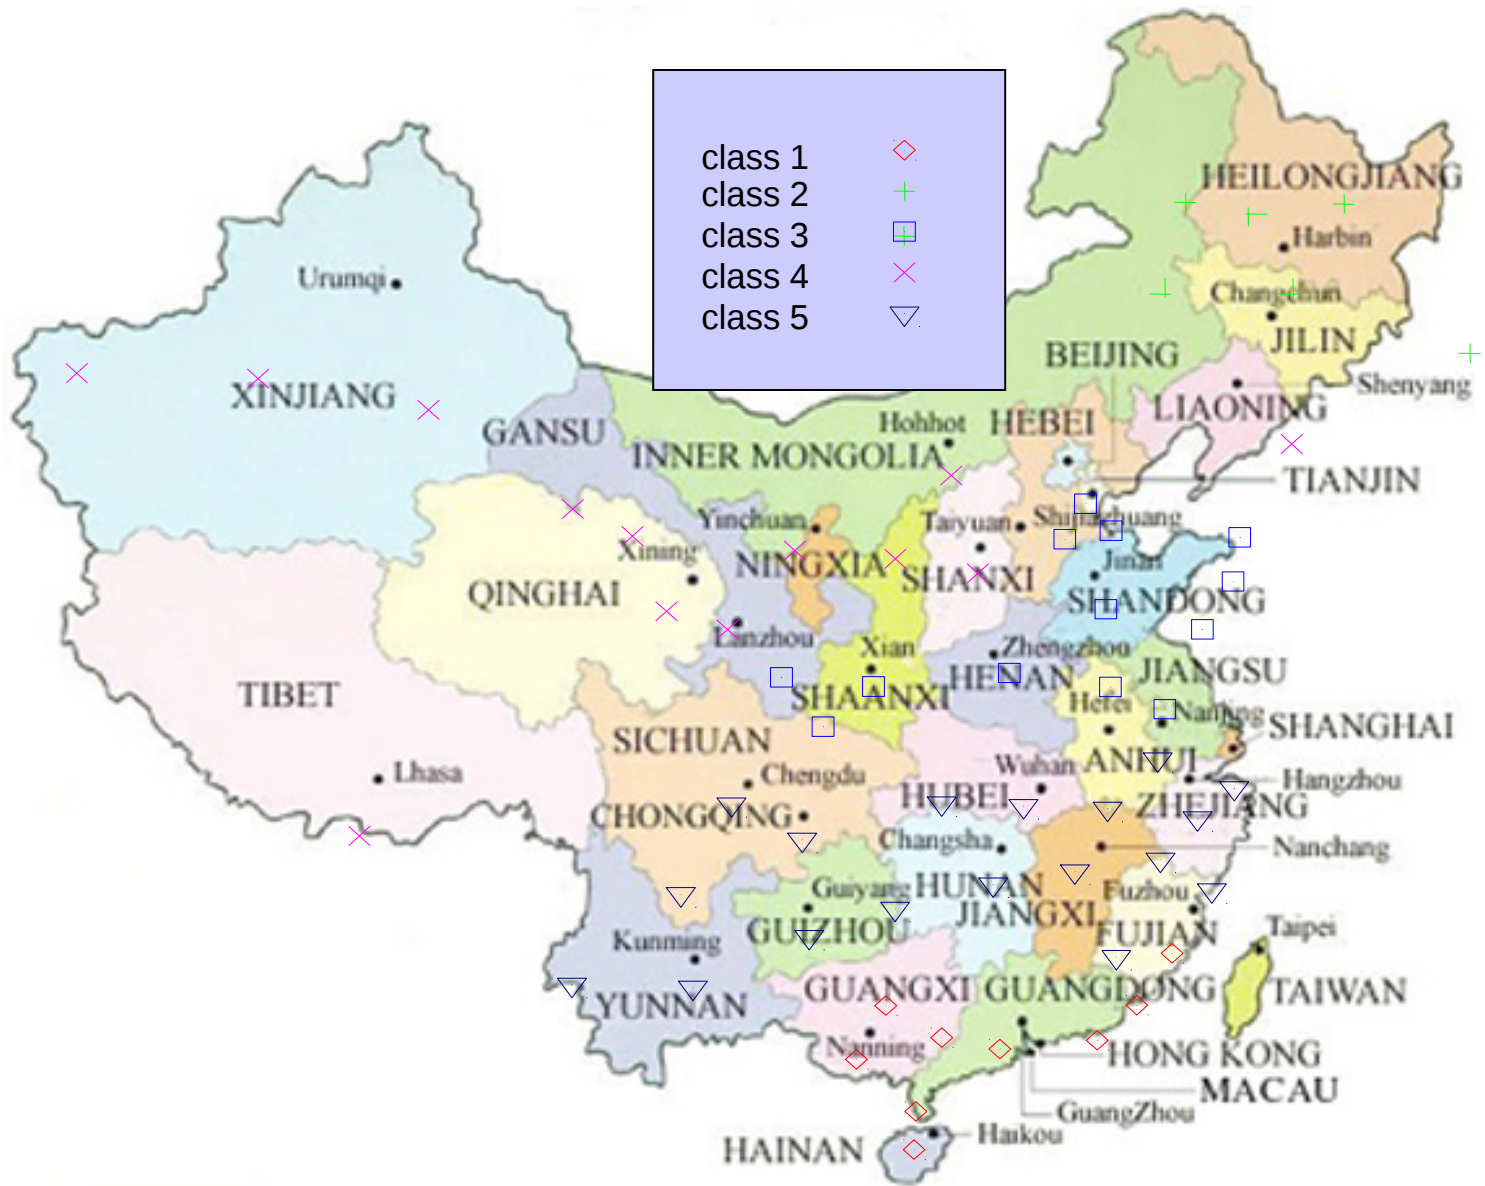 class 1
class 2
class 3
class 4
class 5
HEILONGJIANG
Harbin
Urumqi
Changchun
JILIN
BEIJING
Shenyang
XINJIANG
LIAONING
Hohhot
HEBEI
GANSU
INNER MONGOLIA
TIANJIN
Yinchuan
Taiyuan
Shijiazhuang
Xining
NINGXIA
Jinan
SHANXI
QINGHAI
SHANDONG
Lanzhou
Xian
Zhengzhou
TIBET
SHAANXI
HENAN
JIANGSU
Hefei
Nanjing
SHANGHAI
SICHUAN
Lhasa
Chengdu
Wuhan
ANHUI
Hangzhou
CHONGQING
HUBEI
ZHEJIANG
Changsha
Nanchang
Guiyang
HUNAN
Fuzhou
JIANGXI
GUIZHOU
FUJIAN
Taipei
Kunming
YUNNAN
GUANGXI
GUANGDONG
TAIWAN
Nanning
HONG KONG
MACAU
GuangZhou
HAINAN
Haikou